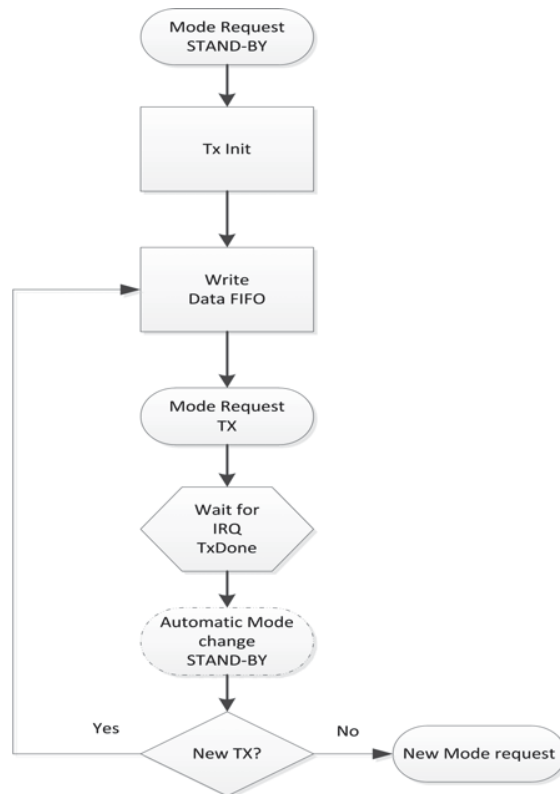 Mode Request
STAND-BY
Tx Init
Write
Data FIFO
Mode Request
TX
Wait for
IRQ
TxDone
Automatic Mode
change
STAND-BY
Yes
New TX?
No
New Mode request